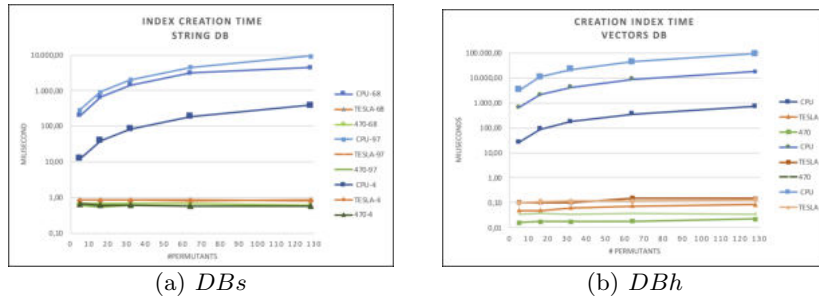 INDEX CREATION TIME
STRING DB
10.000,00
1.000,00
100,00
10,00
1,00
0,10
MILISECOND
0 10 20 30 40 50 60 70 80 90 100 110 120 130
#PERMUTANTS
CPU-68
TESLA-68
470-68
CPU-97
TESLA-97
470-97
CPU-4
TESLA-4
470-4
(a) DBs
CREATION INDEX TIME
VECTORS DB
100.000,00
10.000,00
1.000,00
100,00
10,00
1,00
0,10
0,01
MILISECONDS
0 10 20 30 40 50 60 70 80 90 100 110 120 130
# PERMUTANTS
CPU
TESLA
470
CPU
TESLA
470
CPU
TESLA
(b) DBh